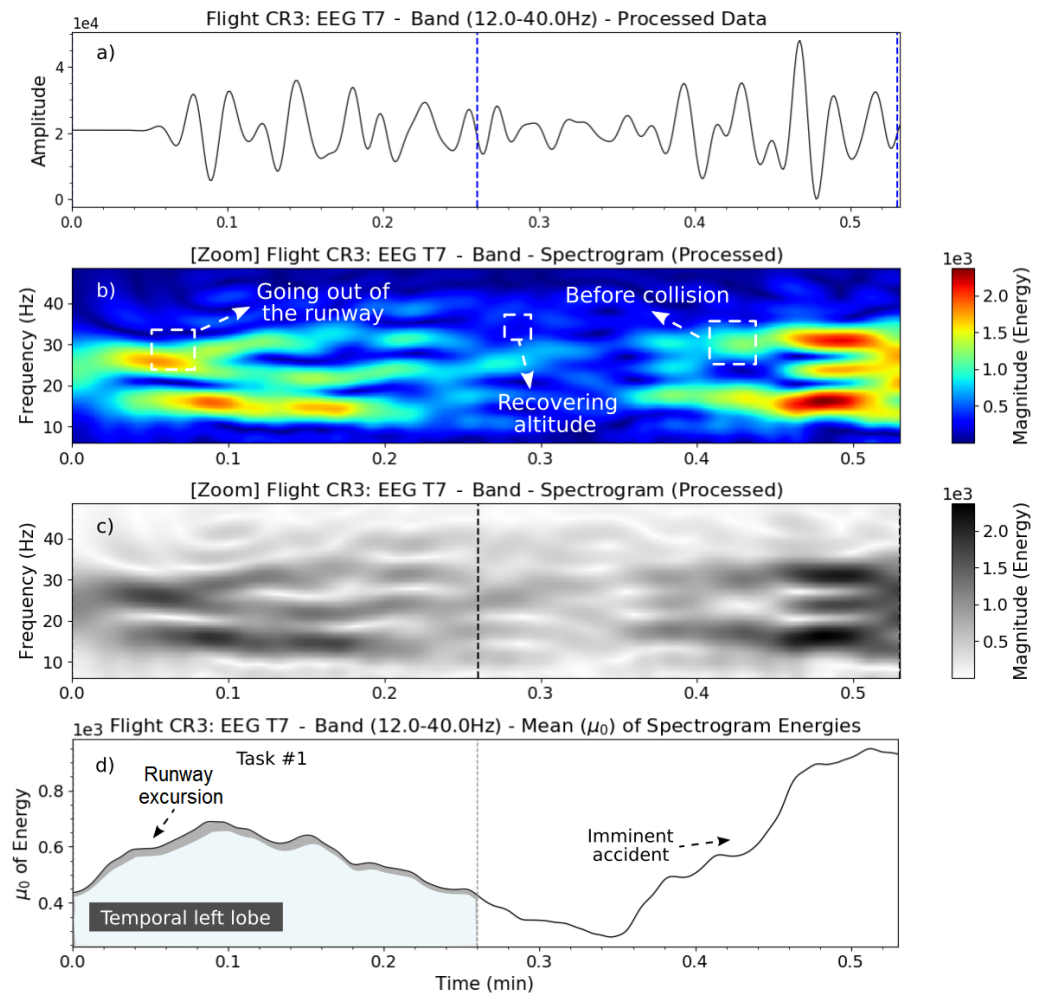 Flight CR3: EEG T7 - Band (12.0-40.0Hz) - Processed Data
1e4
a)
4
2
0
Amplitude
0.0 0.1 0.2 0.3 0.4 0.5
[Zoom] Flight CR3: EEG T7 - Band - Spectrogram (Processed)
b)
Going out of
the runway
Before collision
Recovering
altitude
40
30
20
10
Frequency (Hz)
0.0 0.1 0.2 0.3 0.4 0.5
1e3
2.0
1.5
1.0
0.5
Magnitude (Energy)
[Zoom] Flight CR3: EEG T7 - Band - Spectrogram (Processed)
c)
40
30
20
10
Frequency (Hz)
0.0 0.1 0.2 0.3 0.4 0.5
1e3
2.0
1.5
1.0
0.5
Magnitude (Energy)
1e3 Flight CR3: EEG T7 - Band (12.0-40.0Hz) - Mean (μ₀) of Spectrogram Energies
d)
Task #1
Runway
excursion
Imminent
accident
Temporal left lobe
0.8
0.6
0.4
μ₀ of Energy
0.0 0.1 0.2 0.3 0.4 0.5
Time (min)